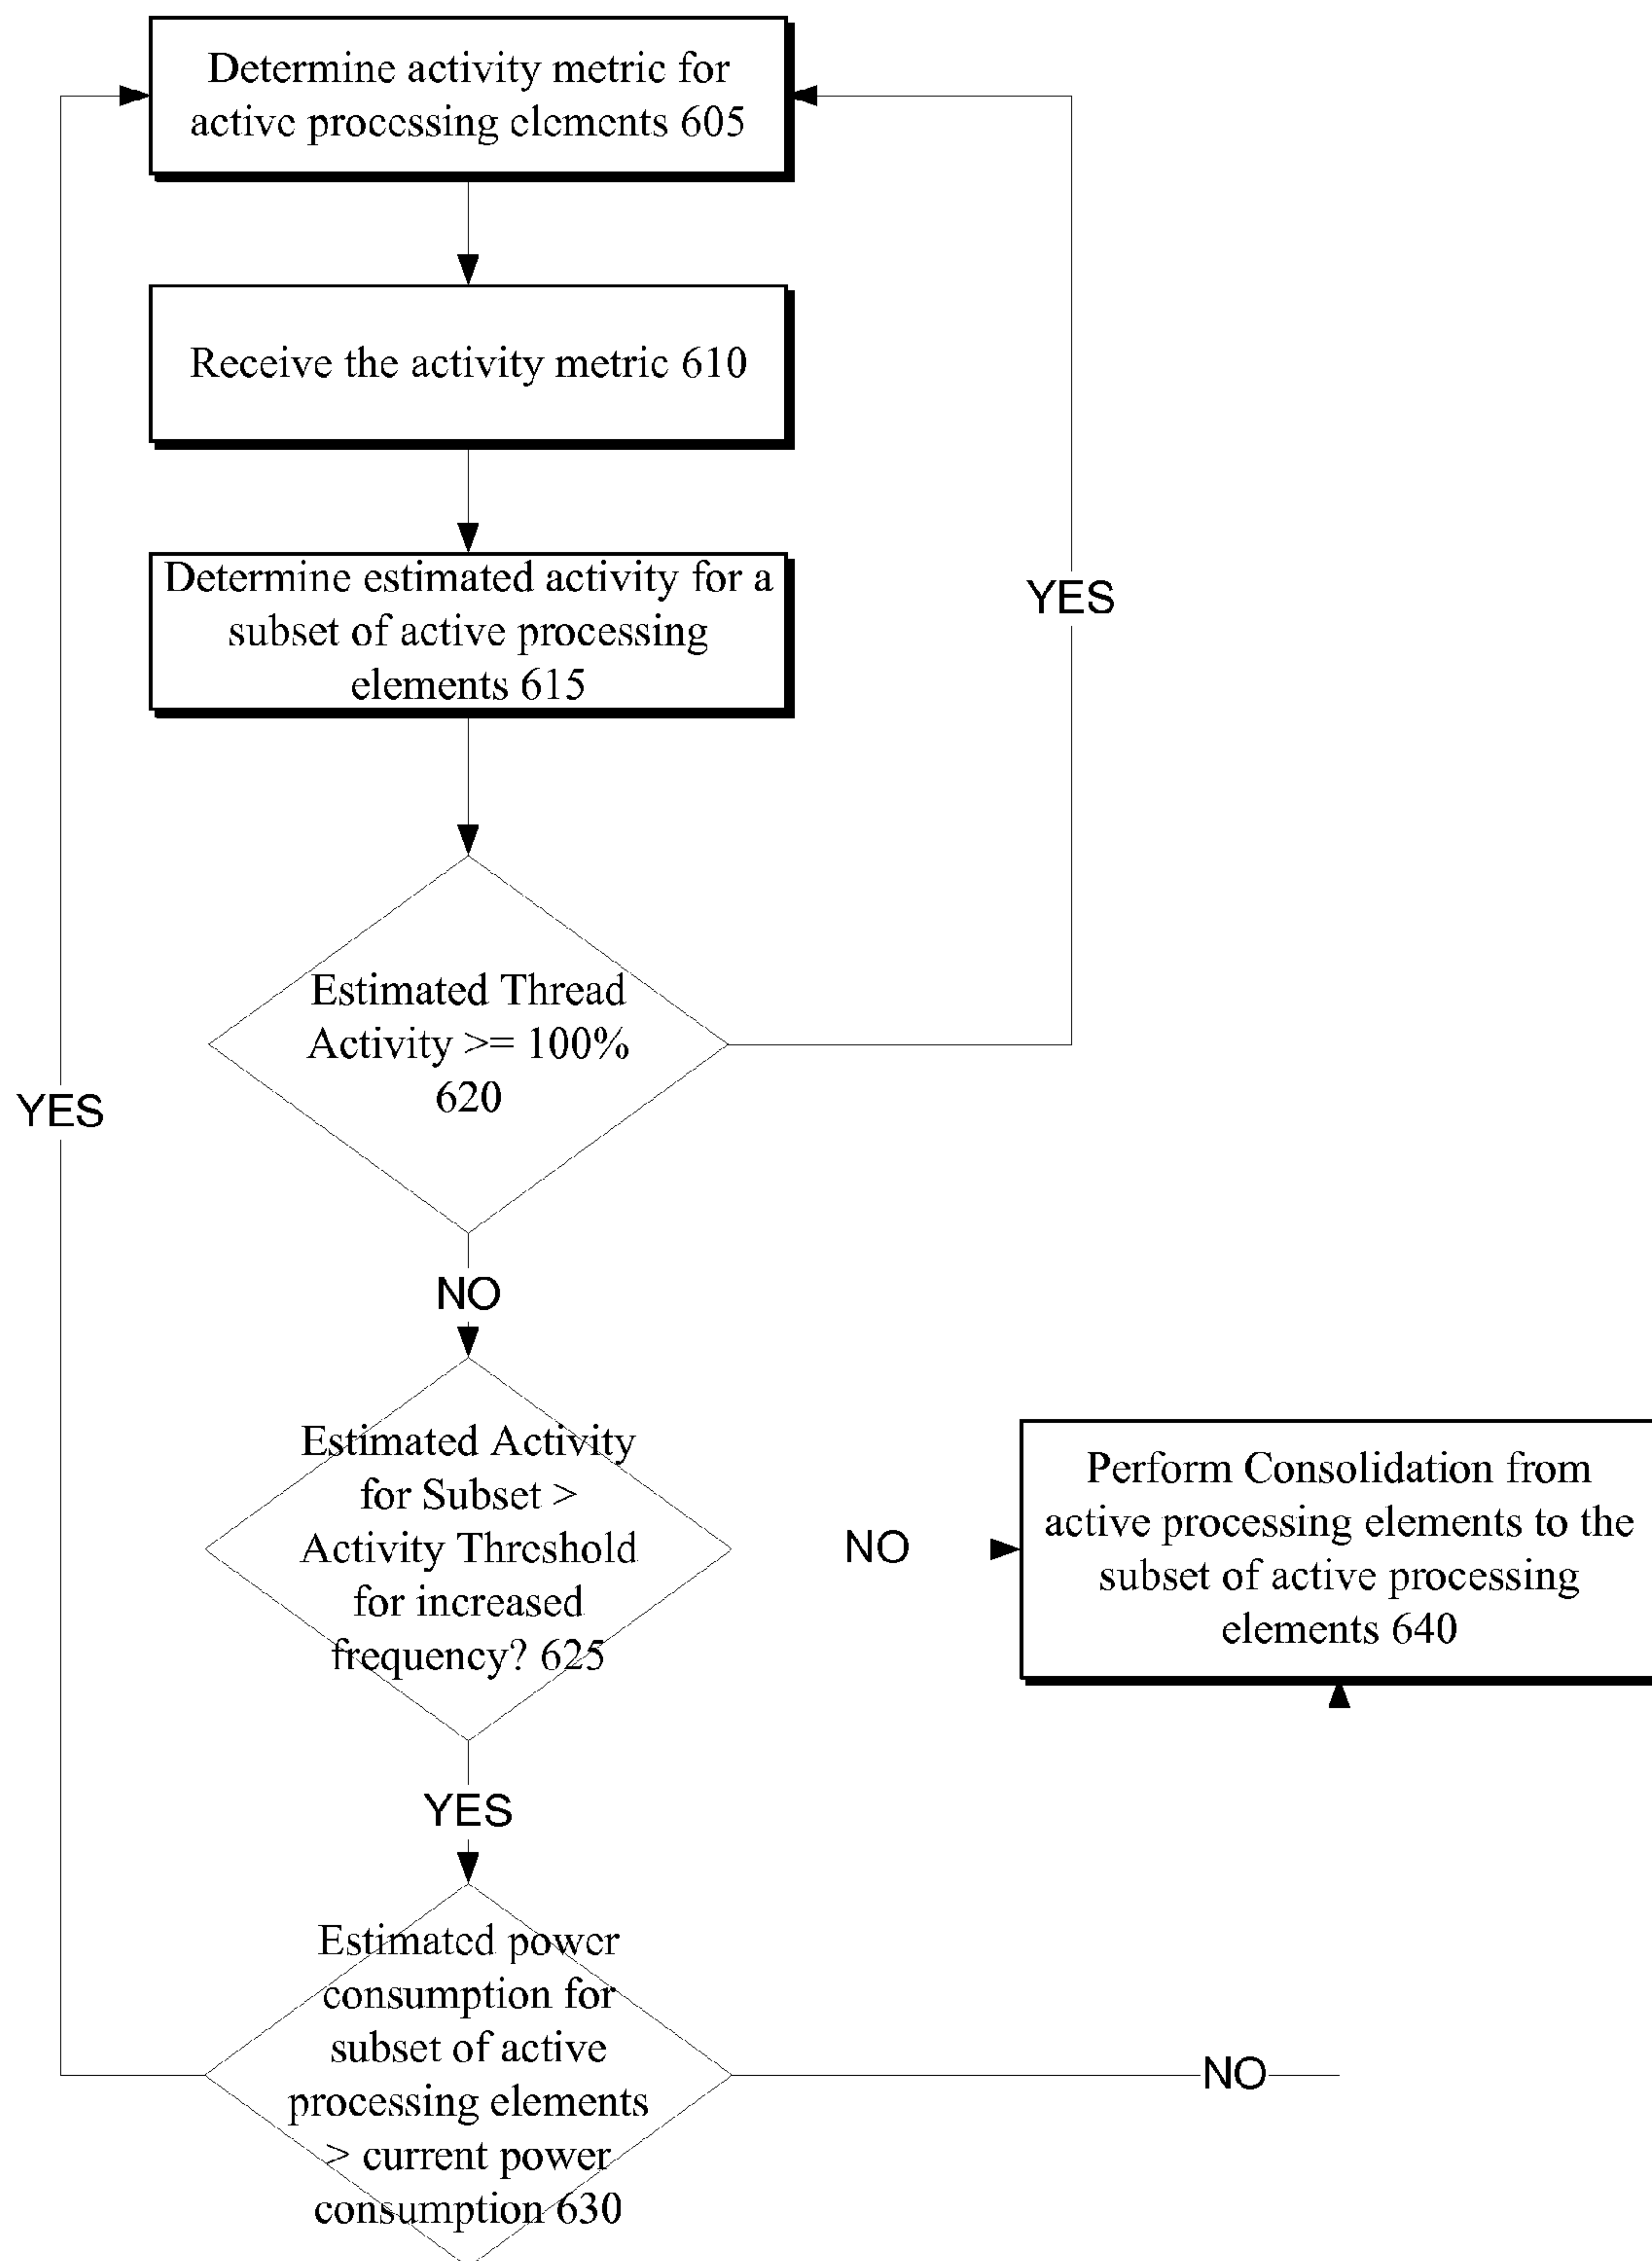 Determine activity metric for
active processing elements 605
Receive the activity metric 610
Determine estimated activity for a
subset of active processing
elements 615
YES
Estimated Thread
Activity >= 100%
620
YES
NO
Estimated Activity
for Subset >
Activity Threshold
for increased
frequency? 625
NO
Perform Consolidation from
active processing elements to the
subset of active processing
elements 640
YES
Estimated power
consumption for
subset of active
processing elements
> current power
consumption 630
NO